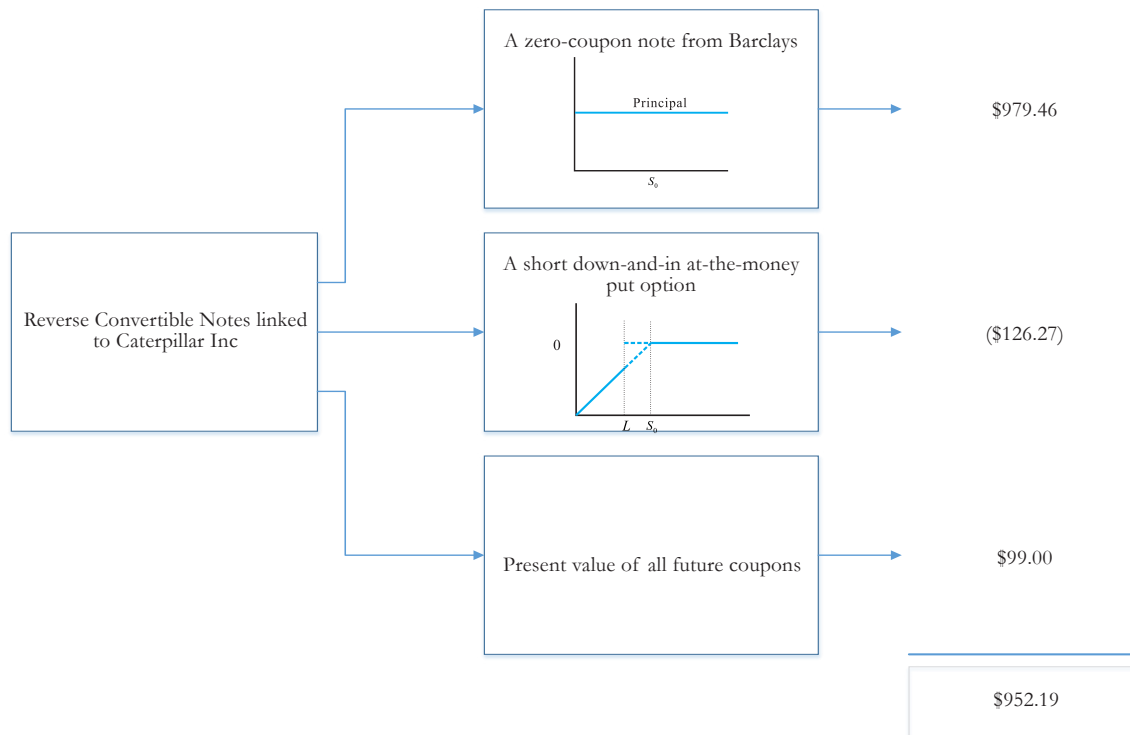 A zero-coupon note from Barclays
Principal
S₀
$979.46
Reverse Convertible Notes linked
to Caterpillar Inc
A short down-and-in at-the-money
put option
0
L S₀
($126.27)
Present value of all future coupons
$99.00
$952.19